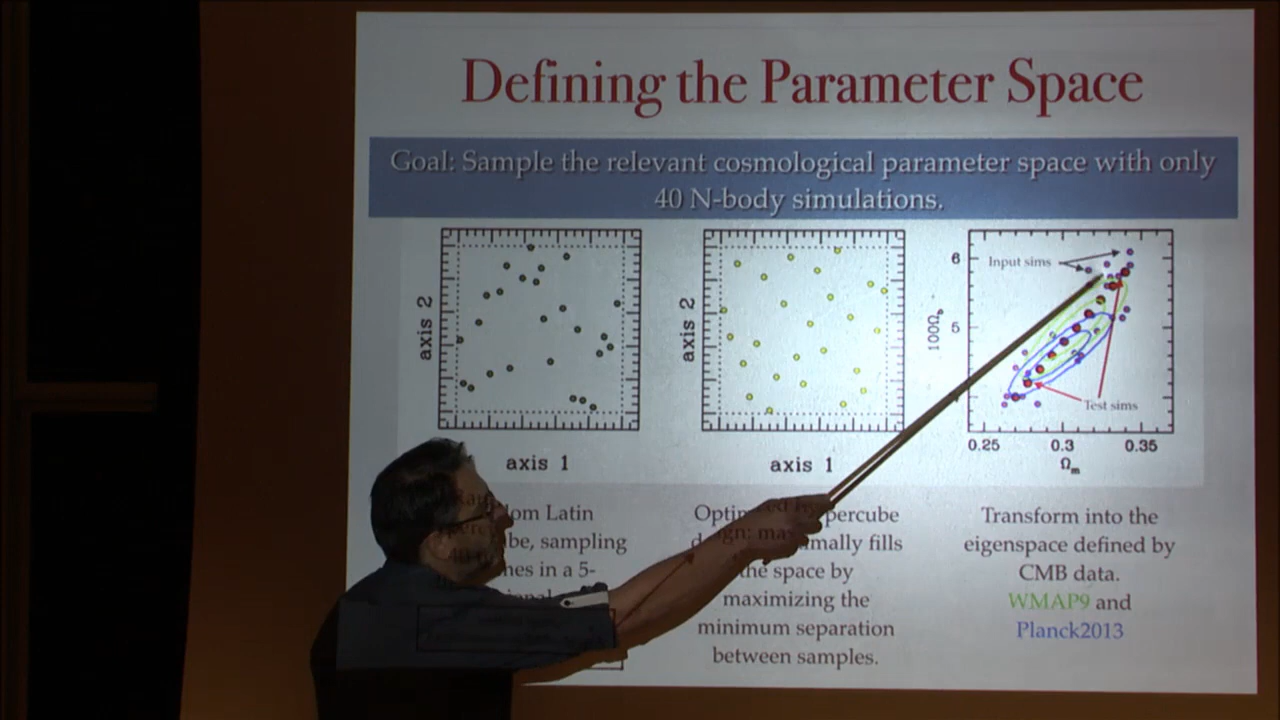 Defining the Parameter Space
Goal: Sample the relevant cosmological parameter space with only
40 N-body simulations.
axis 2
axis 1
axis 2
axis 1
6
5
100Ωb
Input sims
Test sims
0.25 0.3 0.35
Ωm
Latin
sampling
in a 5-
percube
fills
the space by
maximizing the
minimum separation
between samples.
Transform into the
eigenspace defined by
CMB data.
WMAP9 and
Planck2013